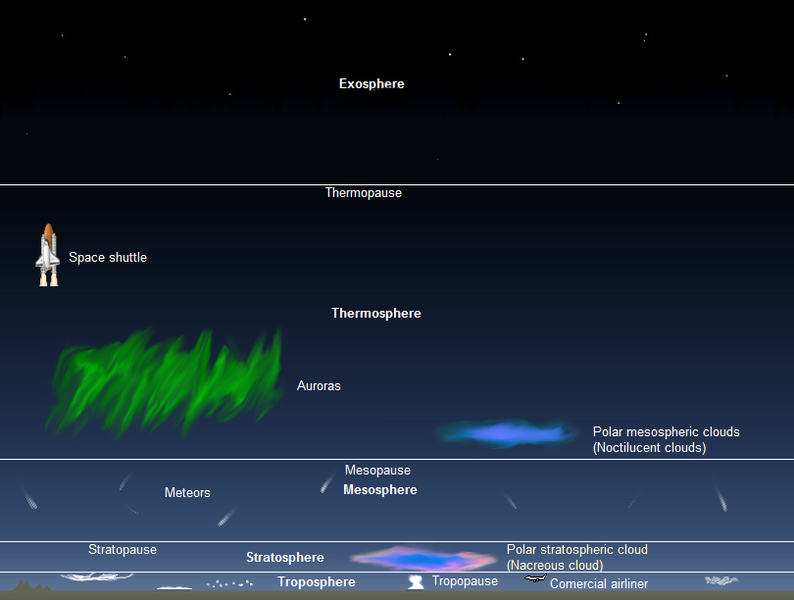 Exosphere
Thermopause
Space shuttle
Thermosphere
Auroras
Polar mesospheric clouds
(Noctilucent clouds)
Mesopause
Mesosphere
Meteors
Stratopause
Stratosphere
Polar stratospheric cloud
(Nacreous cloud)
Troposphere
Tropopause
Comercial airliner